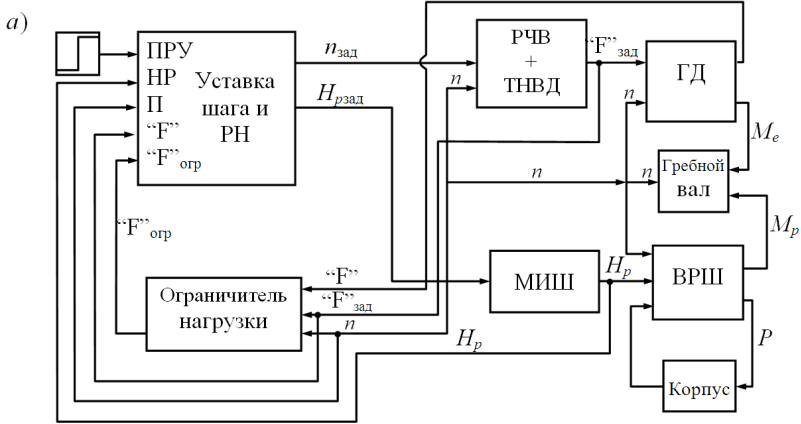 а)
ПРУ
НР
П
“F”
“F”огр
Уставка
шага и
РН
nзад
Hрзад
n
РЧВ
+
ТНВД
“F”зад
ГД
n
Mе
n
n
Гребной
вал
Mр
“F”огр
Ограничитель
нагрузки
“F”
“F”зад
n
Hр
МИШ
Hр
ВРШ
P
Корпус